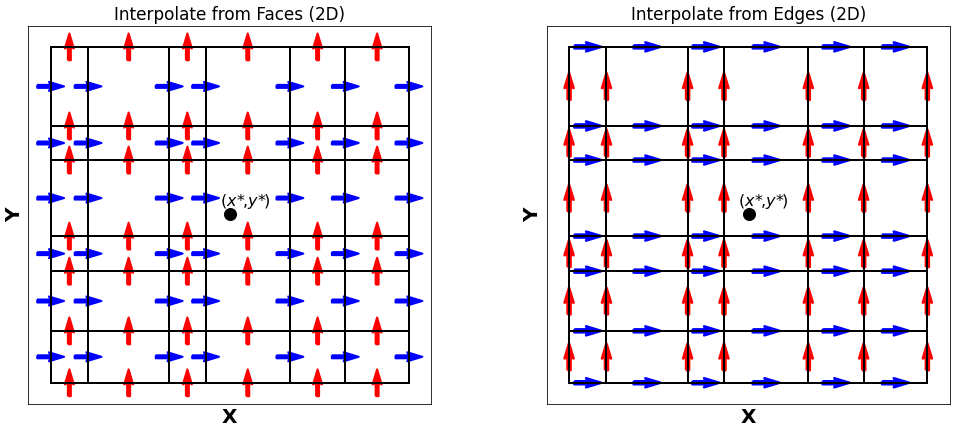 Interpolate from Faces (2D)
Y
(x*,y*)
X
Interpolate from Edges (2D)
Y
(x*,y*)
X